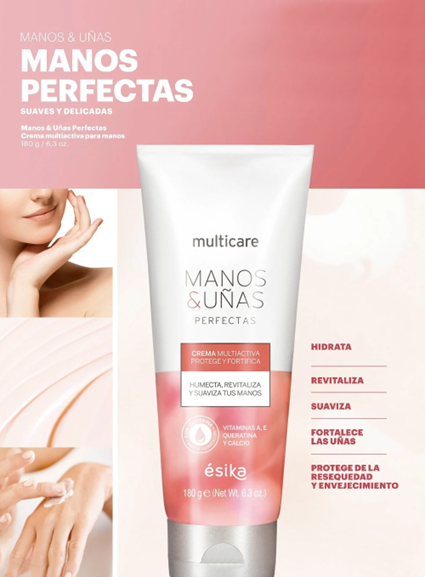 MANOS & UÑAS
MANOS
PERFECTAS
SUAVES Y DELICADAS
Manos & Uñas Perfectas
Crema multiactiva para manos
180 g / 6.3 oz.
multicare
MANOS
&UÑAS
PERFECTAS
CREMA MULTIACTIVA
PROTEGE Y FORTIFICA
HUMECTA, REVITALIZA
Y SUAVIZA TUS MANOS
VITAMINAS A, E
QUERATINA
Y CALCIO
ésika
180 g e (Net Wt. 6.3 oz.)
HIDRATA
REVITALIZA
SUAVIZA
FORTALECE
LAS UÑAS
PROTEGE DE LA
RESEQUEDAD
Y ENVEJECIMIENTO